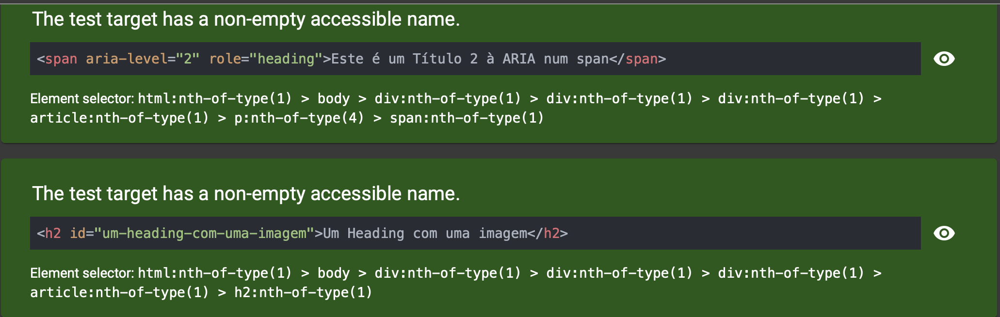 The test target has a non-empty accessible name.
<span aria-level="2" role="heading">Este é um Título 2 à ARIA num span</span>
Element selector: html:nth-of-type(1) > body > div:nth-of-type(1) > div:nth-of-type(1) > div:nth-of-type(1) >
article:nth-of-type(1) > p:nth-of-type(4) > span:nth-of-type(1)
The test target has a non-empty accessible name.
<h2 id="um-heading-com-uma-imagem">Um Heading com uma imagem</h2>
Element selector: html:nth-of-type(1) > body > div:nth-of-type(1) > div:nth-of-type(1) > div:nth-of-type(1) >
article:nth-of-type(1) > h2:nth-of-type(1)